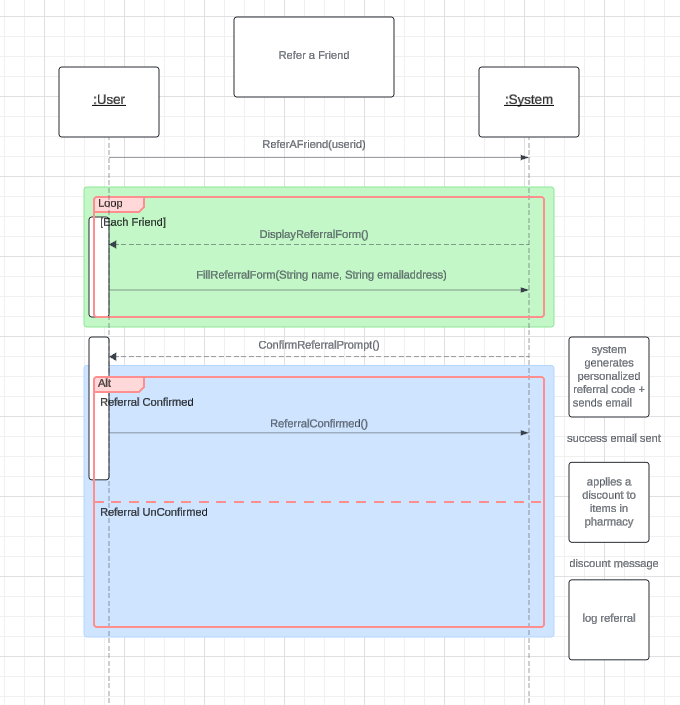 Refer a Friend
:User
:System
ReferAFriend(userid)
Loop
[Each Friend]
DisplayReferralForm()
FillReferralForm(String name, String emailaddress)
ConfirmReferralPrompt()
system
generates
personalized
referral code +
sends email
Alt
Referral Confirmed
ReferralConfirmed()
success email sent
applies a
discount to
items in
pharmacy
Referral UnConfirmed
discount message
log referral